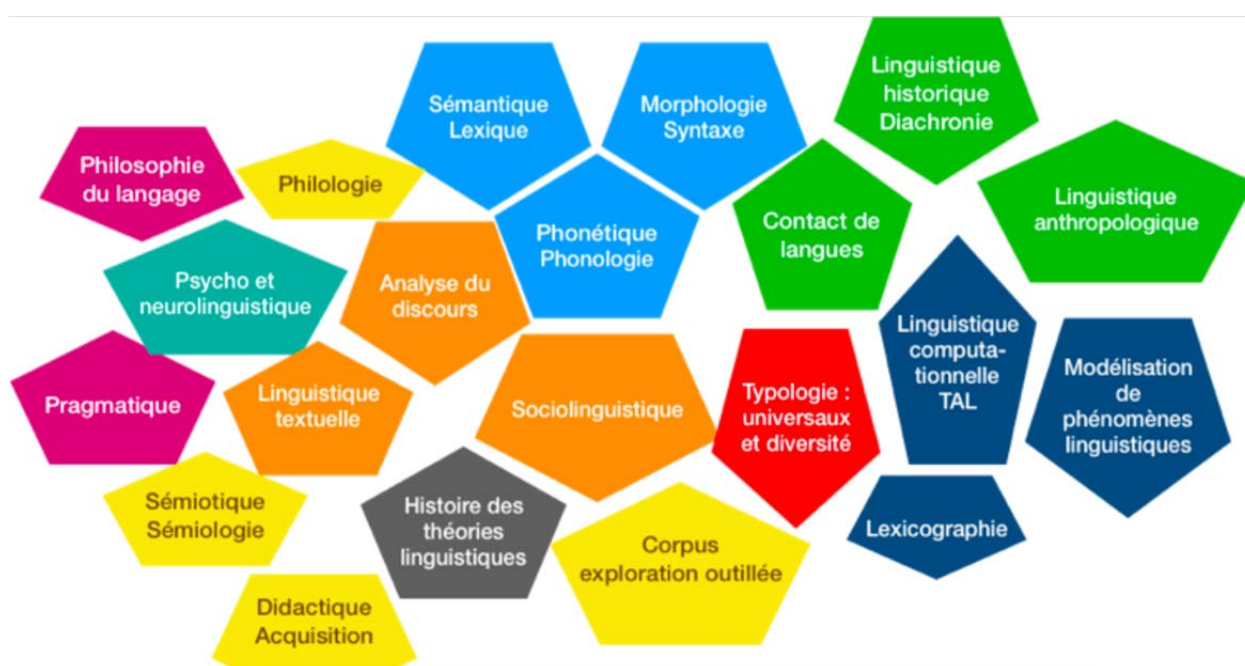 Sémantique
Lexique
Morphologie
Syntaxe
Linguistique
historique
Diachronie
Philosophie
du langage
Philologie
Phonétique
Phonologie
Contact de
langues
Linguistique
anthropologique
Psycho et
neurolinguistique
Analyse du
discours
Linguistique
computa-
tionnelle
TAL
Modélisation
de
phénomènes
linguistiques
Pragmatique
Linguistique
textuelle
Sociolinguistique
Typologie :
universaux
et diversité
Sémiotique
Sémiologie
Histoire des
théories
linguistiques
Corpus
exploration outillée
Lexicographie
Didactique
Acquisition